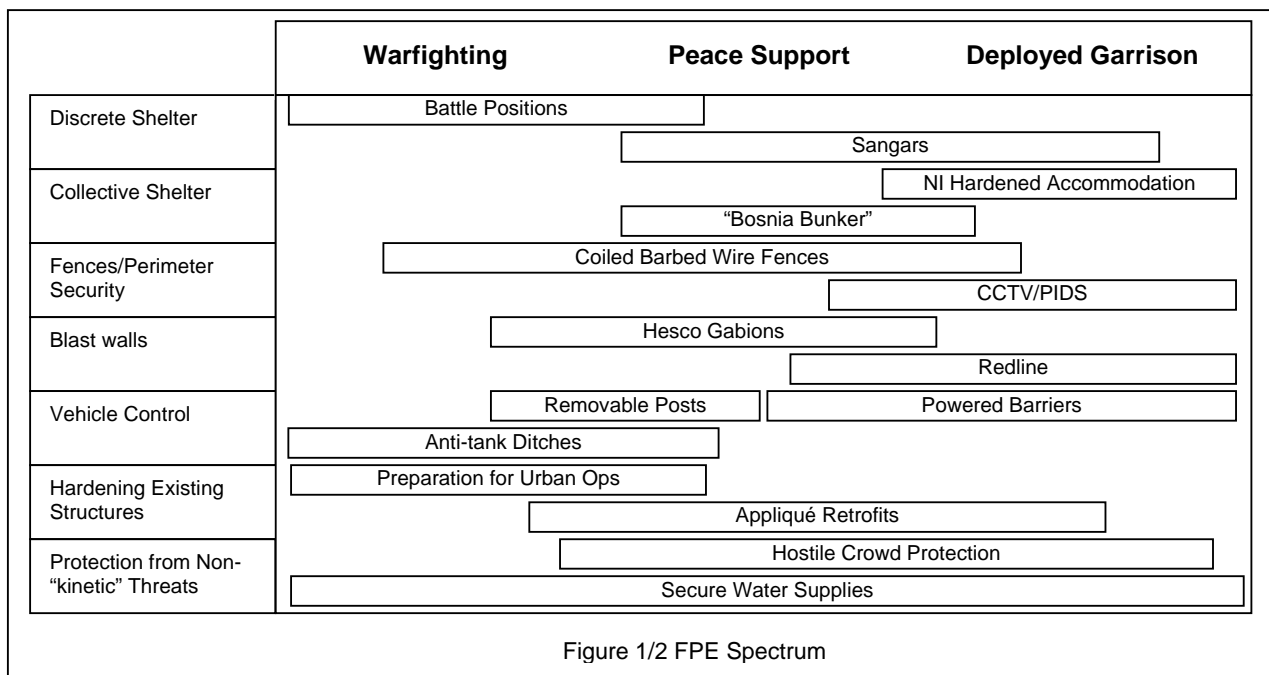 Warfighting Peace Support Deployed Garrison
Discrete Shelter
Battle Positions
Sangars
Collective Shelter
NI Hardened Accommodation
“Bosnia Bunker”
Fences/Perimeter
Security
Coiled Barbed Wire Fences
CCTV/PIDS
Blast walls
Hesco Gabions
Redline
Vehicle Control
Removable Posts
Powered Barriers
Anti-tank Ditches
Hardening Existing
Structures
Preparation for Urban Ops
Appliqué Retrofits
Protection from Non-
“kinetic” Threats
Hostile Crowd Protection
Secure Water Supplies
Figure 1/2 FPE Spectrum